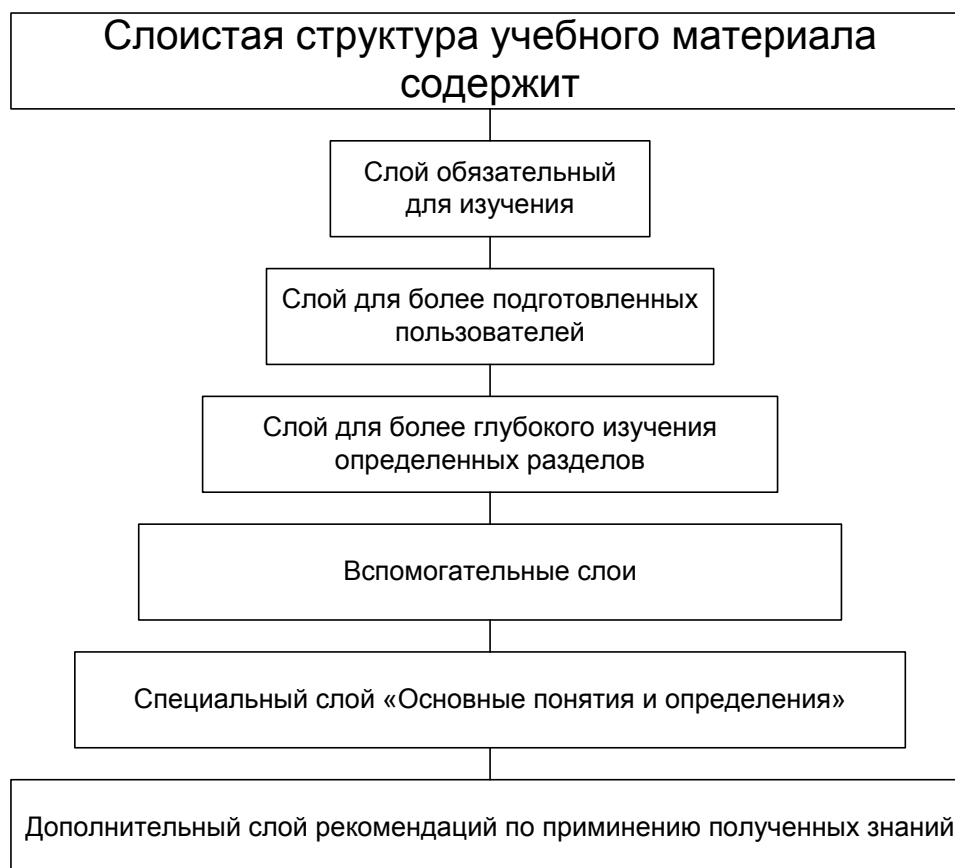 Слоистая структура учебного материала
содержит
Слой обязательный
для изучения
Слой для более подготовленных
пользователей
Слой для более глубокого изучения
определенных разделов
Вспомогательные слои
Специальный слой «Основные понятия и определения»
Дополнительный слой рекомендаций по приминению полученных знаний